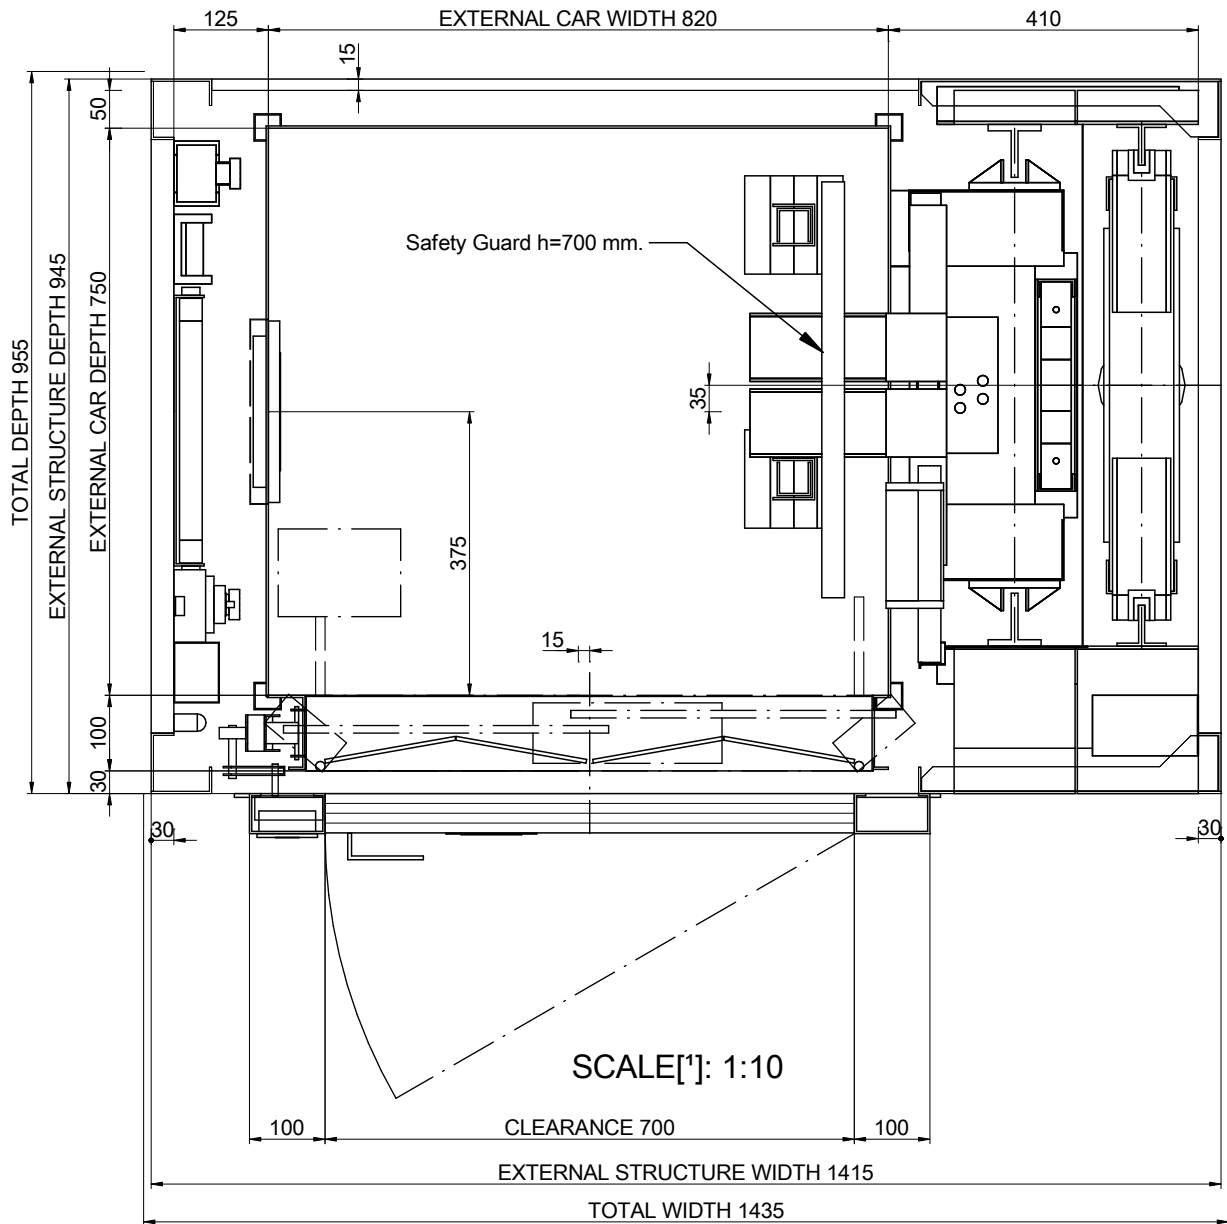 125
EXTERNAL CAR WIDTH 820
410
15
50
TOTAL DEPTH 955
EXTERNAL STRUCTURE DEPTH 945
EXTERNAL CAR DEPTH 750
Safety Guard h=700 mm.
35
375
15
100
30
30
30
SCALE[¹]: 1:10
100
CLEARANCE 700
100
EXTERNAL STRUCTURE WIDTH 1415
TOTAL WIDTH 1435